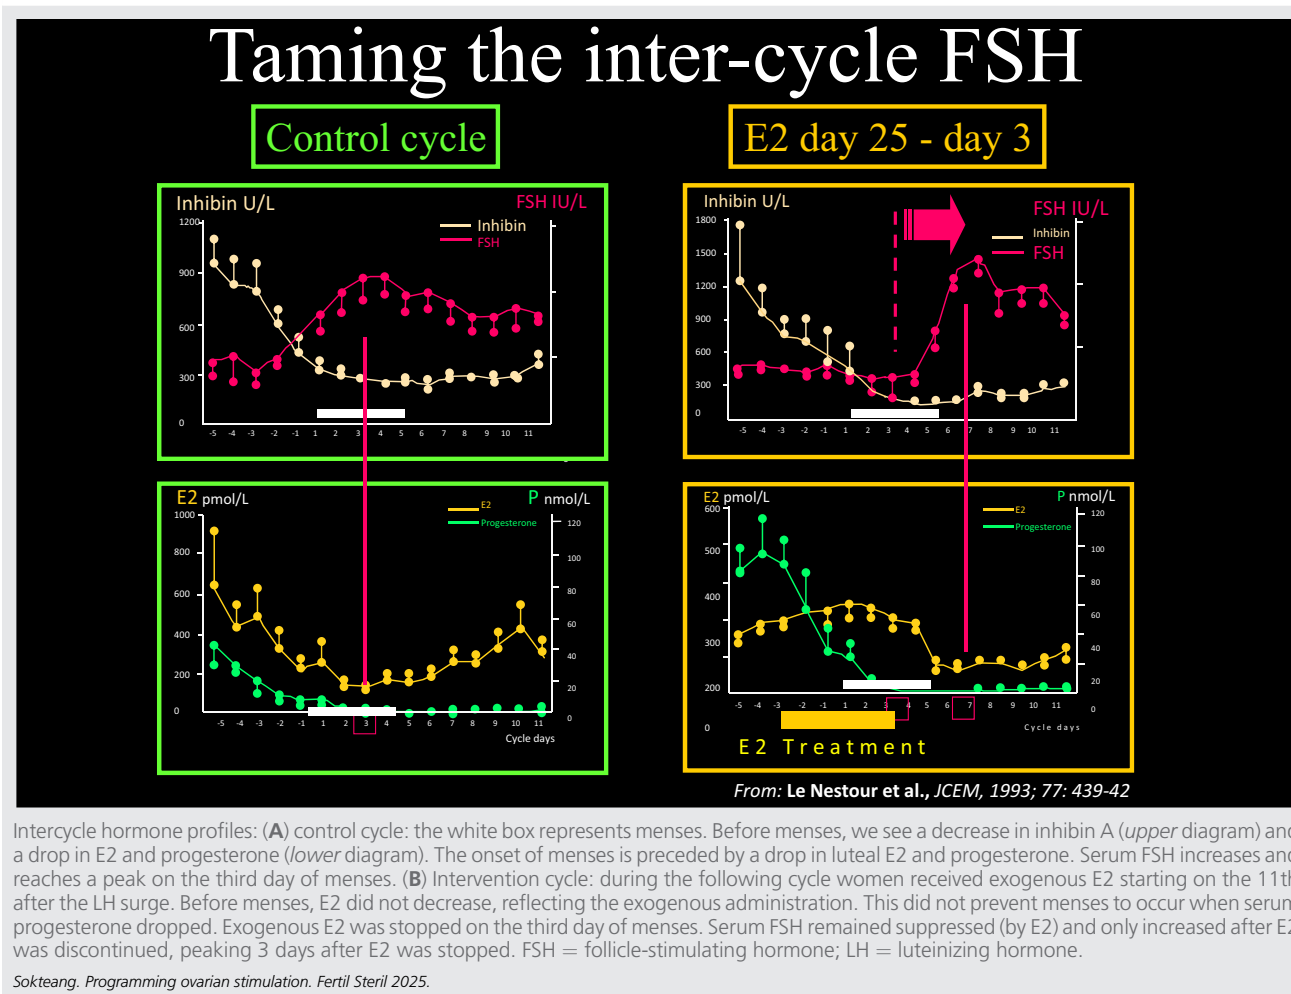 Taming the inter-cycle FSH
Control cycle
E2 day 25 - day 3
Inhibin U/L
FSH IU/L
Inhibin
FSH
1200
900
600
300
0
-5 -4 -3 -2 -1 1 2 3 4 5 6 7 8 9 10 11
Inhibin U/L
FSH IU/L
Inhibin
FSH
1800
1500
1200
900
600
300
0
-5 -4 -3 -2 -1 1 2 3 4 5 6 7 8 9 10 11
E2 pmol/L
P nmol/L
E2
Progesterone
1000
800
600
400
200
0
120
100
80
60
40
20
0
-5 -4 -3 -2 -1 1 2 3 4 5 6 7 8 9 10 11
Cycle days
E2 pmol/L
P nmol/L
E2
Progesterone
600
500
400
300
200
0
120
100
80
60
40
20
0
-5 -4 -3 -2 -1 1 2 3 4 5 6 7 8 9 10 11
Cycle days
E2 Treatment
From: Le Nestour et al., JCEM, 1993; 77: 439-42
Intercycle hormone profiles: (A) control cycle: the white box represents menses. Before menses, we see a decrease in inhibin A (upper diagram) and
a drop in E2 and progesterone (lower diagram). The onset of menses is preceded by a drop in luteal E2 and progesterone. Serum FSH increases and
reaches a peak on the third day of menses. (B) Intervention cycle: during the following cycle women received exogenous E2 starting on the 11th
after the LH surge. Before menses, E2 did not decrease, reflecting the exogenous administration. This did not prevent menses to occur when serum
progesterone dropped. Exogenous E2 was stopped on the third day of menses. Serum FSH remained suppressed (by E2) and only increased after E2
was discontinued, peaking 3 days after E2 was stopped. FSH = follicle-stimulating hormone; LH = luteinizing hormone.
Sokteang. Programming ovarian stimulation. Fertil Steril 2025.